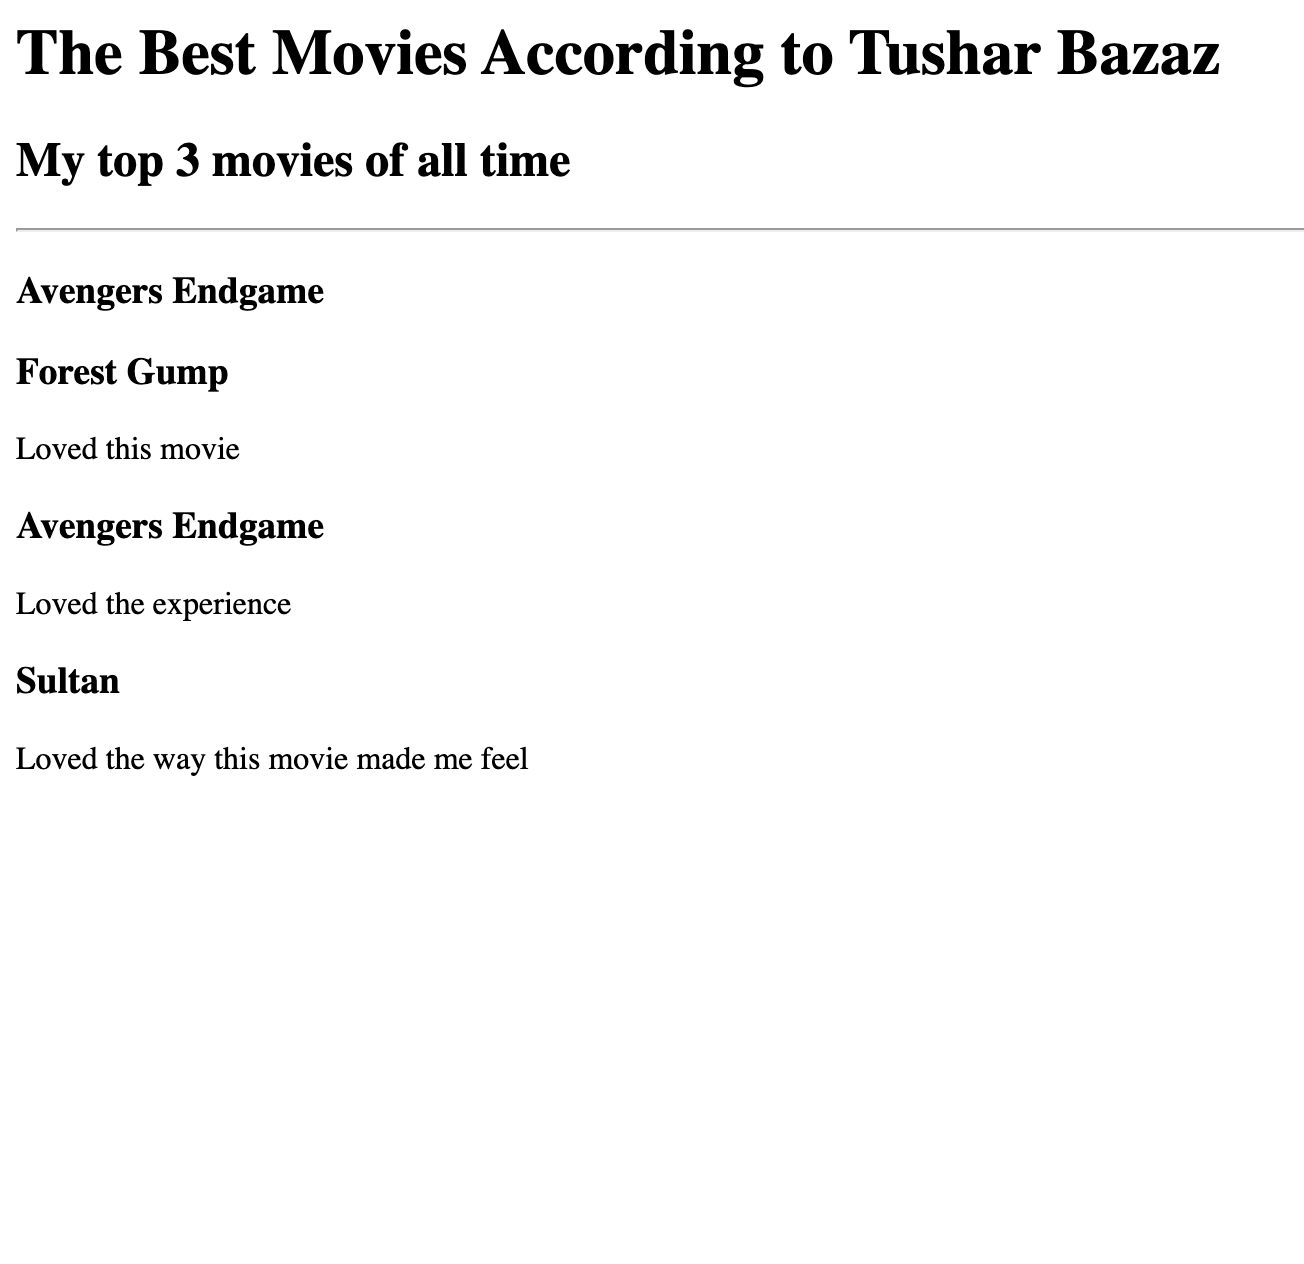 The Best Movies According to Tushar Bazaz
My top 3 movies of all time
Avengers Endgame
Forest Gump
Loved this movie
Avengers Endgame
Loved the experience
Sultan
Loved the way this movie made me feel